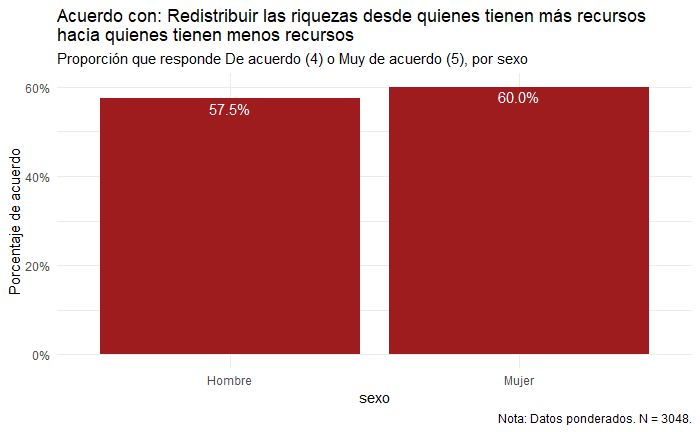 Acuerdo con: Redistribuir las riquezas desde quienes tienen más recursos
hacia quienes tienen menos recursos
Proporción que responde De acuerdo (4) o Muy de acuerdo (5), por sexo
Porcentaje de acuerdo
60%
40%
20%
0%
57.5%
60.0%
Hombre
Mujer
sexo
Nota: Datos ponderados. N = 3048.